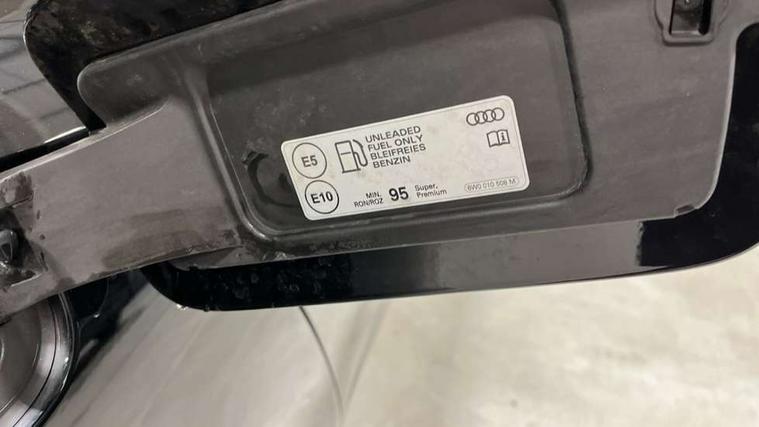 E5
UNLEADED
FUEL ONLY
BLEIFREIES
BENZIN
E10
MIN.
RON/ROZ
95
Super,
Premium
8W0 010 508 M